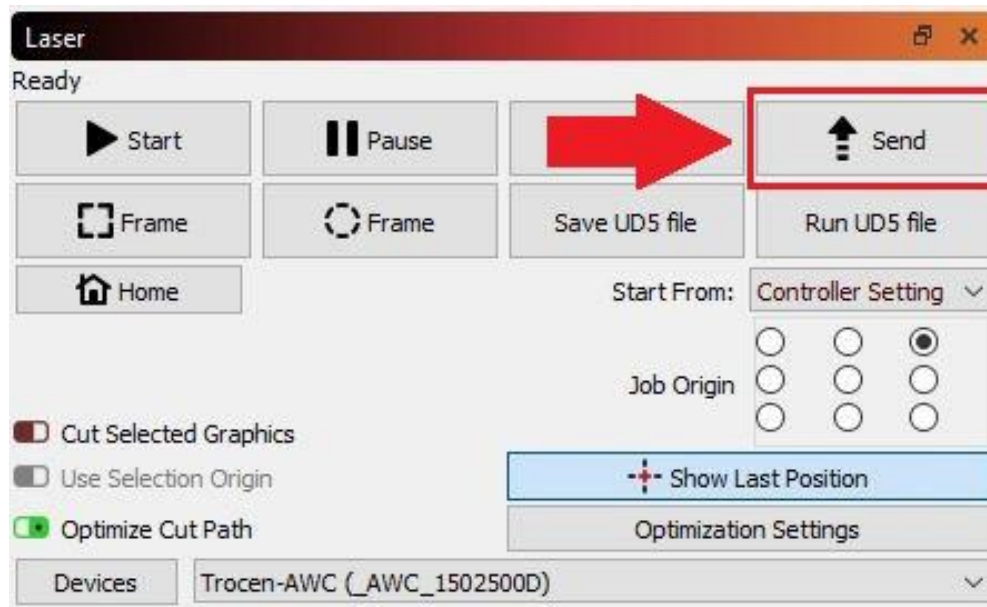 Laser
Ready
Start Pause Send
Frame Frame Save UD5 file Run UD5 file
Home Start From: Controller Setting
Job Origin
Cut Selected Graphics
Use Selection Origin Show Last Position
Optimize Cut Path Optimization Settings
Devices Trocen-AWC (_AWC_1502500D)